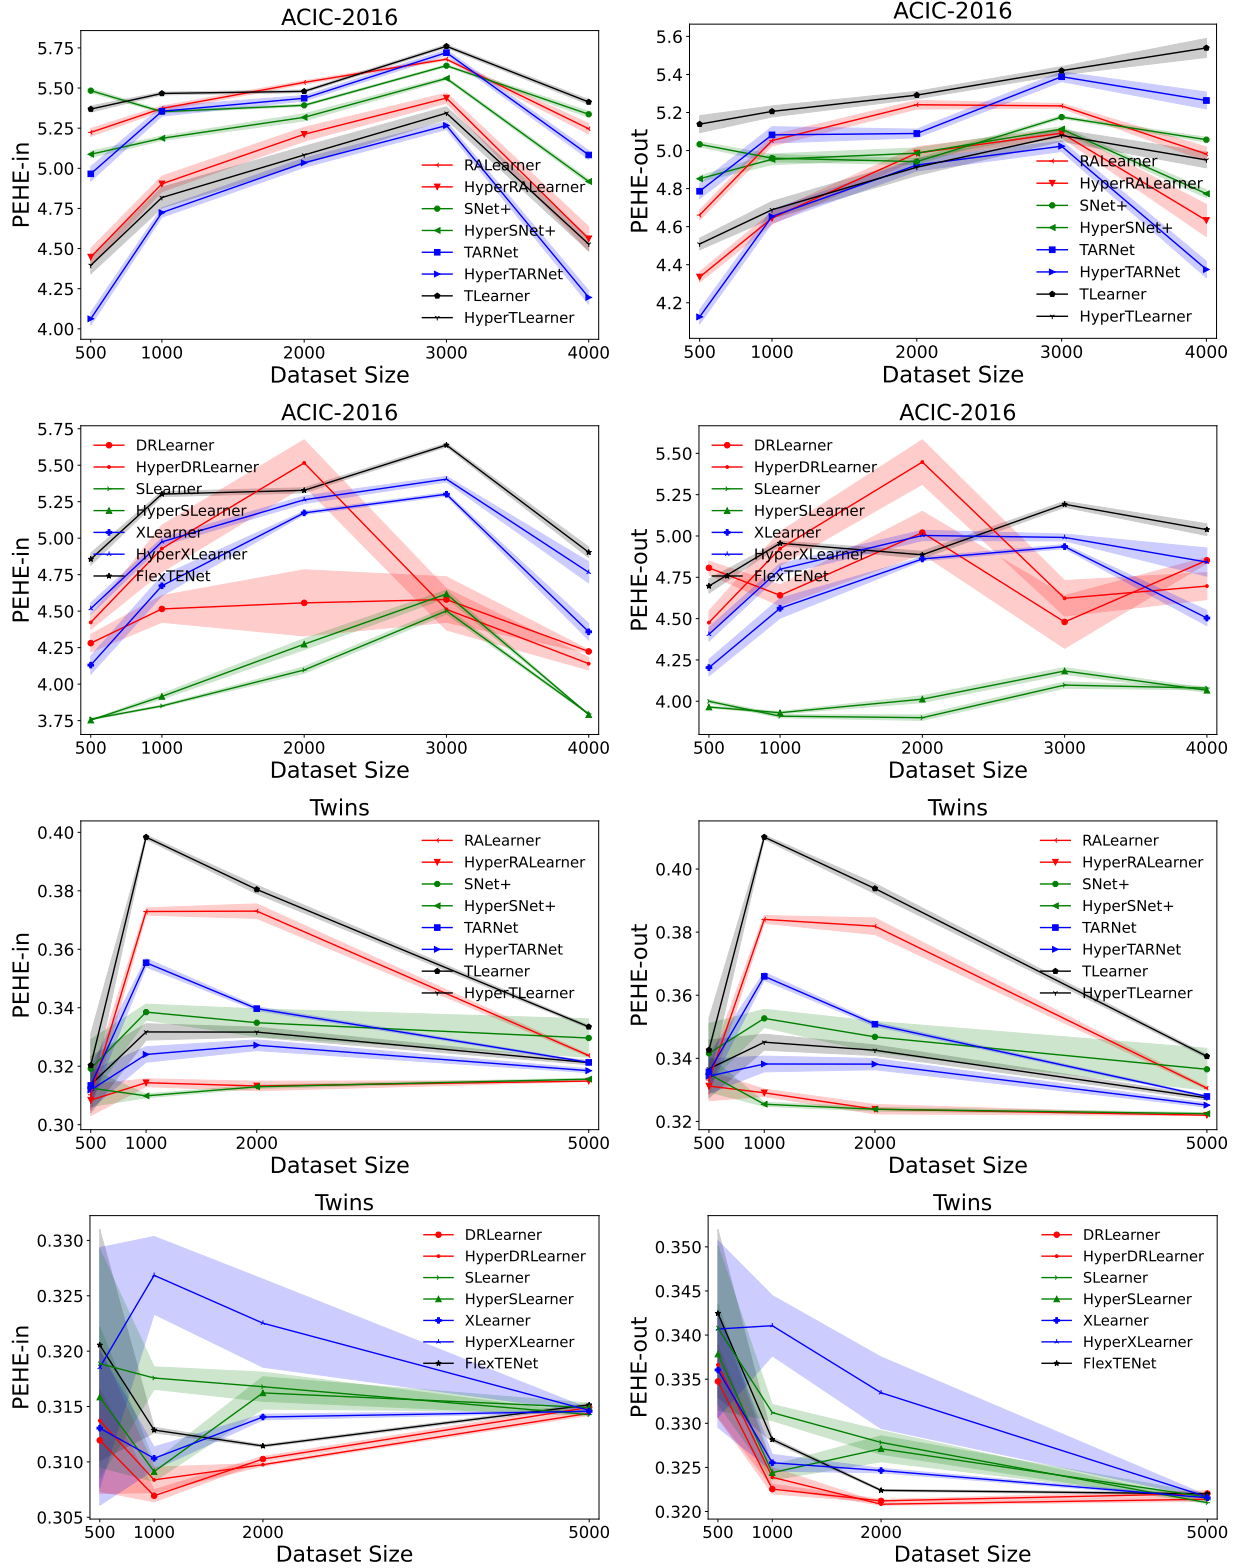 ACIC-2016
PEHE-in
5.75
5.50
5.25
5.00
4.75
4.50
4.25
4.00
RALearner
HyperRALearner
SNet+
HyperSNet+
TARNet
HyperTARNet
TLearner
HyperTLearner
500 1000 2000 3000 4000
Dataset Size
ACIC-2016
PEHE-out
5.6
5.4
5.2
5.0
4.8
4.6
4.4
4.2
RALearner
HyperRALearner
SNet+
HyperSNet+
TARNet
HyperTARNet
TLearner
HyperTLearner
500 1000 2000 3000 4000
Dataset Size
ACIC-2016
PEHE-in
5.75
5.50
5.25
5.00
4.75
4.50
4.25
4.00
3.75
DRLearner
HyperDRLearner
SLearner
HyperSLearner
XLearner
HyperXLearner
FlexTENet
500 1000 2000 3000 4000
Dataset Size
ACIC-2016
PEHE-out
5.50
5.25
5.00
4.75
4.50
4.25
4.00
DRLearner
HyperDRLearner
SLearner
HyperSLearner
XLearner
HyperXLearner
FlexTENet
500 1000 2000 3000 4000
Dataset Size
Twins
PEHE-in
0.40
0.38
0.36
0.34
0.32
0.30
RALearner
HyperRALearner
SNet+
HyperSNet+
TARNet
HyperTARNet
TLearner
HyperTLearner
500 1000 2000 5000
Dataset Size
Twins
PEHE-out
0.40
0.38
0.36
0.34
0.32
RALearner
HyperRALearner
SNet+
HyperSNet+
TARNet
HyperTARNet
TLearner
HyperTLearner
500 1000 2000 5000
Dataset Size
Twins
PEHE-in
0.330
0.325
0.320
0.315
0.310
0.305
DRLearner
HyperDRLearner
SLearner
HyperSLearner
XLearner
HyperXLearner
FlexTENet
500 1000 2000 5000
Dataset Size
Twins
PEHE-out
0.350
0.345
0.340
0.335
0.330
0.325
0.320
DRLearner
HyperDRLearner
SLearner
HyperSLearner
XLearner
HyperXLearner
FlexTENet
500 1000 2000 5000
Dataset Size